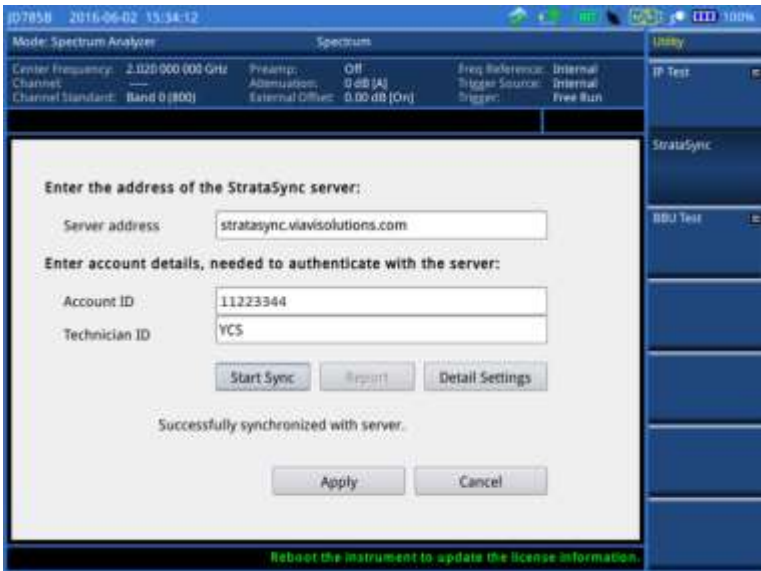 JD785B 2016-06-02 15:34:12 100%
Mode: Spectrum Analyzer Spectrum Utility
Center Frequency: 2.020 000 000 GHz Preamp: Off Freq Reference: Internal
Channel: ---- Attenuation: 0 dB [A] Trigger Source: Internal
Channel Standard: Band 0 (800) External Offset: 0.00 dB [On] Trigger: Free Run
IP Test
StrataSync
BBU Test
Enter the address of the StrataSync server:
Server address stratasync.viavisolutions.com
Enter account details, needed to authenticate with the server:
Account ID 11223344
Technician ID YCS
Start Sync Report Detail Settings
Successfully synchronized with server.
Apply Cancel
Reboot the instrument to update the license information.